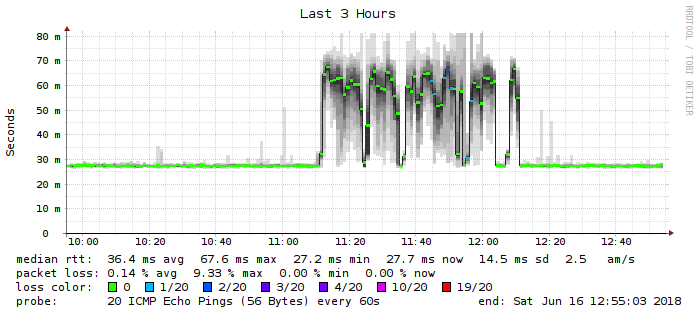 Last 3 Hours
RRDTOOL / TOBI OETIKER
Seconds
80 m
70 m
60 m
50 m
40 m
30 m
20 m
10 m
0
10:00 10:20 10:40 11:00 11:20 11:40 12:00 12:20 12:40
median rtt: 36.4 ms avg 67.6 ms max 27.2 ms min 27.7 ms now 14.5 ms sd 2.5 am/s
packet loss: 0.14 % avg 9.33 % max 0.00 % min 0.00 % now
loss color: 0 1/20 2/20 3/20 4/20 10/20 19/20
probe: 20 ICMP Echo Pings (56 Bytes) every 60s end: Sat Jun 16 12:55:03 2018